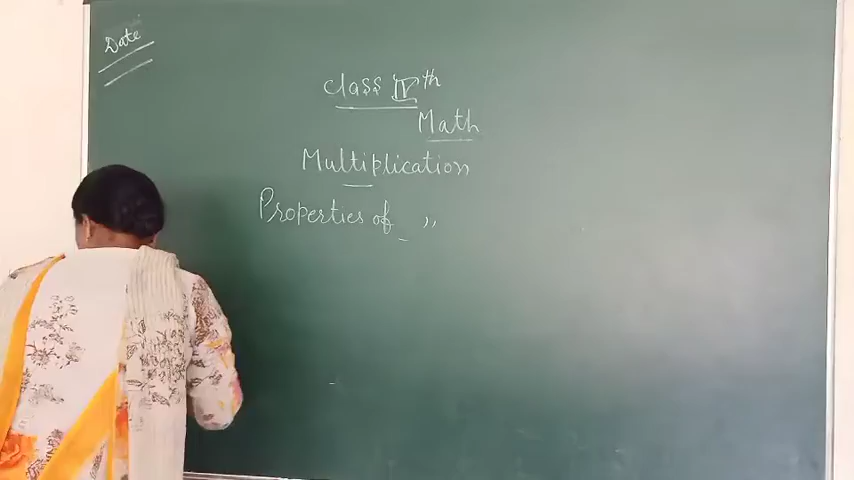 Date
Class IVth
Math
Multiplication
Properties of "